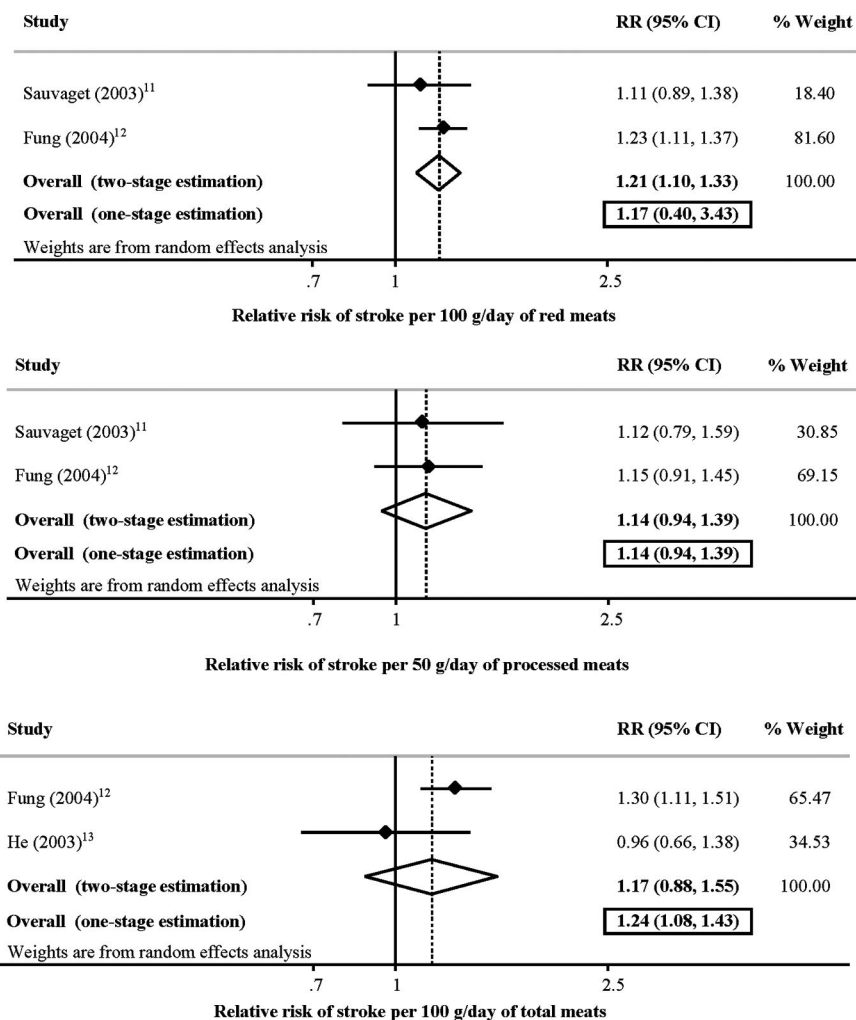 Study RR (95% CI) % Weight
Sauvaget (2003)11 1.11 (0.89, 1.38) 18.40
Fung (2004)12 1.23 (1.11, 1.37) 81.60
Overall (two-stage estimation) 1.21 (1.10, 1.33) 100.00
Overall (one-stage estimation) 1.17 (0.40, 3.43)
Weights are from random effects analysis
.7 1 2.5
Relative risk of stroke per 100 g/day of red meats
Study RR (95% CI) % Weight
Sauvaget (2003)11 1.12 (0.79, 1.59) 30.85
Fung (2004)12 1.15 (0.91, 1.45) 69.15
Overall (two-stage estimation) 1.14 (0.94, 1.39) 100.00
Overall (one-stage estimation) 1.14 (0.94, 1.39)
Weights are from random effects analysis
.7 1 2.5
Relative risk of stroke per 50 g/day of processed meats
Study RR (95% CI) % Weight
Fung (2004)12 1.30 (1.11, 1.51) 65.47
He (2003)13 0.96 (0.66, 1.38) 34.53
Overall (two-stage estimation) 1.17 (0.88, 1.55) 100.00
Overall (one-stage estimation) 1.24 (1.08, 1.43)
Weights are from random effects analysis
.7 1 2.5
Relative risk of stroke per 100 g/day of total meats